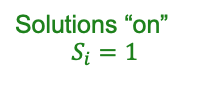 Solutions “on”
𝑆ᵢ = 1